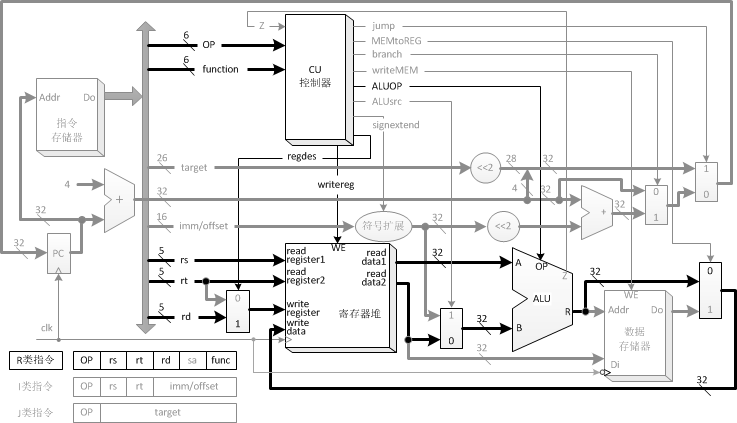 Z
jump
MEMtoREG
branch
writeMEM
ALUOP
ALUsrc
signextend
6
OP
6
function
CU
控制器
Addr
Do
指令
存储器
regdes
writereg
26
target
<<2
28
32
1
0
4
+
32
4
32
32
16
imm/offset
符号扩展
32
<<2
+
32
0
1
32
PC
5
rs
5
rt
5
rd
0
1
read
register1
read
register2
write
register
write
data
WE
read
data1
read
data2
寄存器堆
32
32
1
0
32
A
B
OP
ALU
Z
R
32
WE
Addr
Do
数据
存储器
Di
0
1
32
clk
R类指令
OP rs rt rd sa func
I类指令
OP rs rt imm/offset
J类指令
OP target